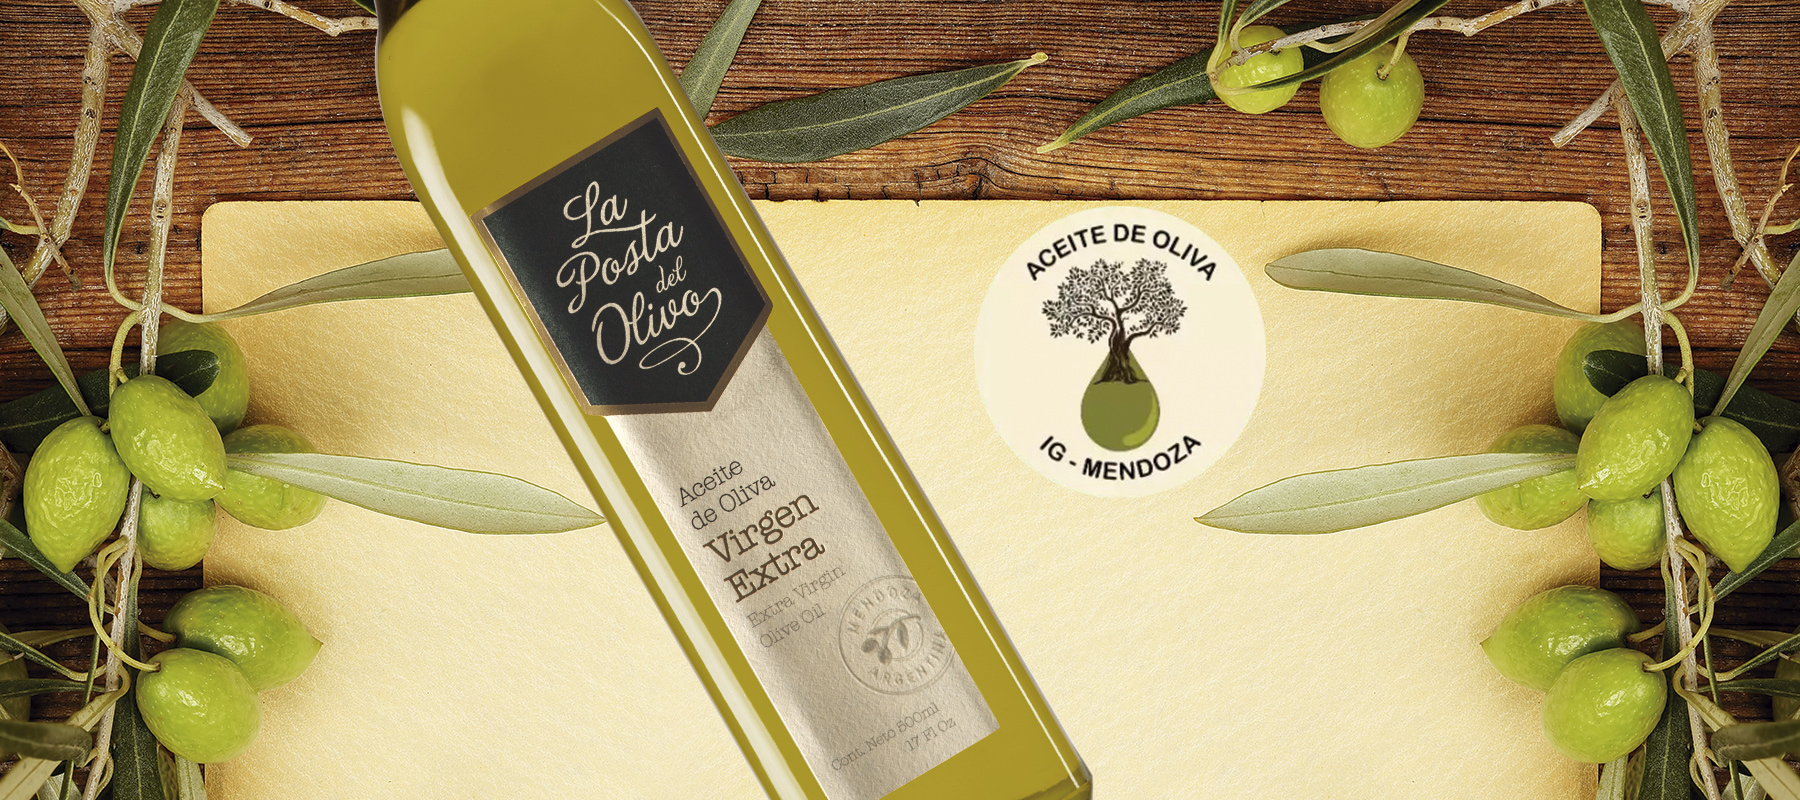 La
Posta
del
Olivo
Aceite
de Oliva
Virgen
Extra
Extra Virgin
Olive Oil
MENDOZA
ARGENTINA
Cont. Neto 500ml
17 Fl Oz
ACEITE DE OLIVA
IG - MENDOZA